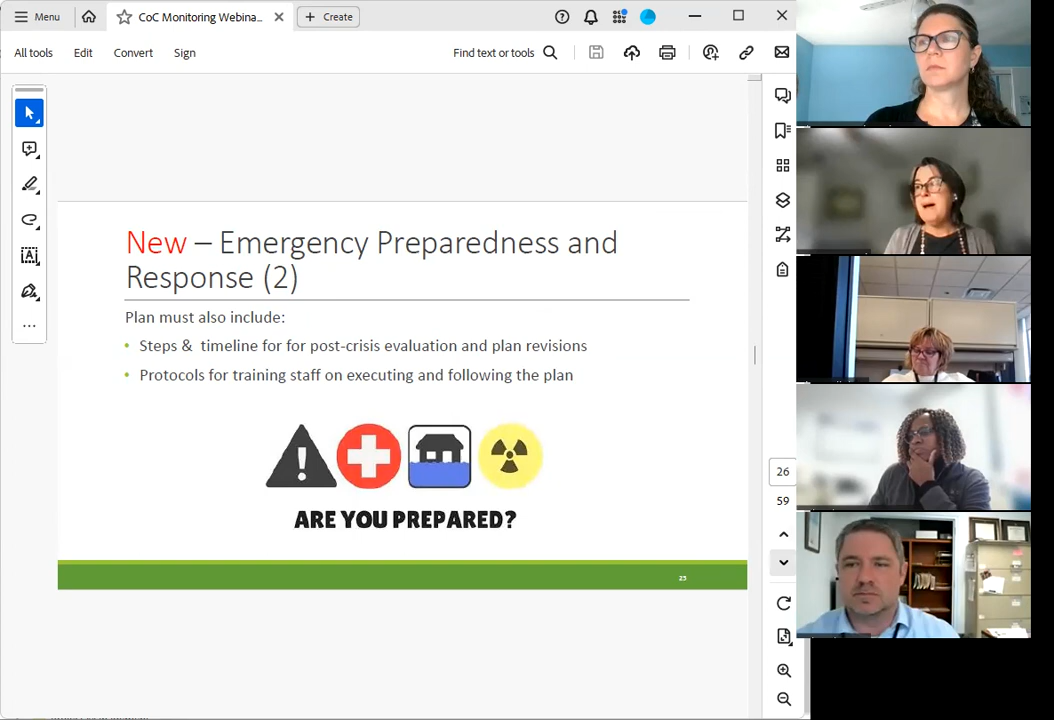 Menu
CoC Monitoring Webina...
Create
All tools
Edit
Convert
Sign
Find text or tools
New – Emergency Preparedness and
Response (2)
Plan must also include:
• Steps & timeline for for post-crisis evaluation and plan revisions
• Protocols for training staff on executing and following the plan
ARE YOU PREPARED?
23
26
59